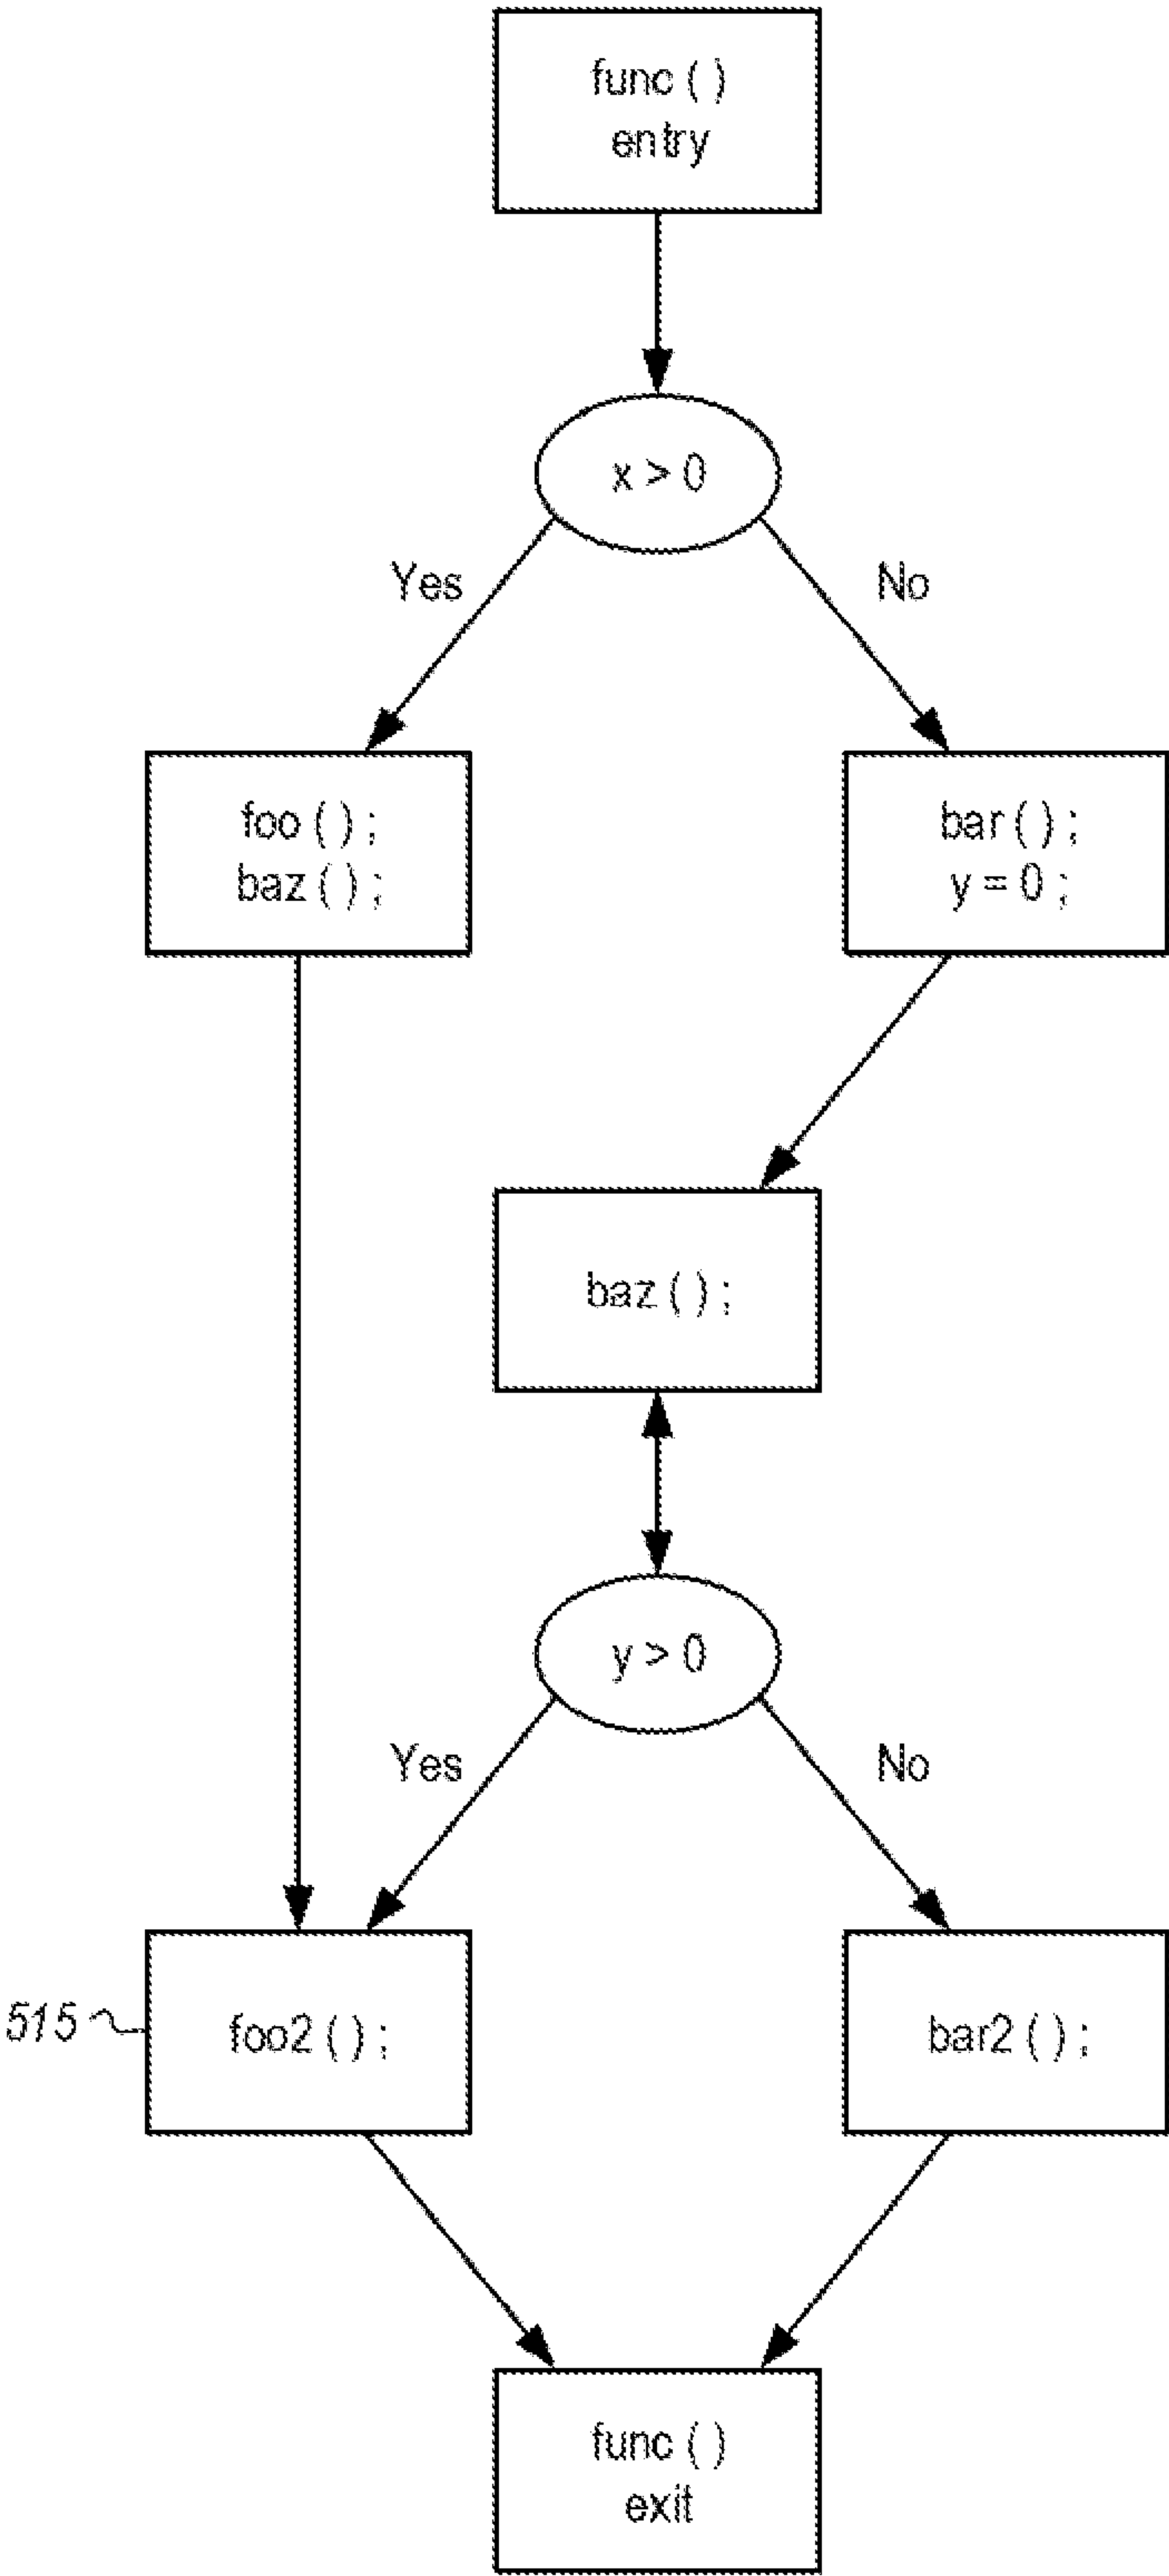 func ( )
entry
x > 0
Yes
No
foo ( ) ;
baz ( ) ;
bar ( ) ;
y = 0 ;
baz ( ) ;
y > 0
Yes
No
515
foo2 ( ) ;
bar2 ( ) ;
func ( )
exit